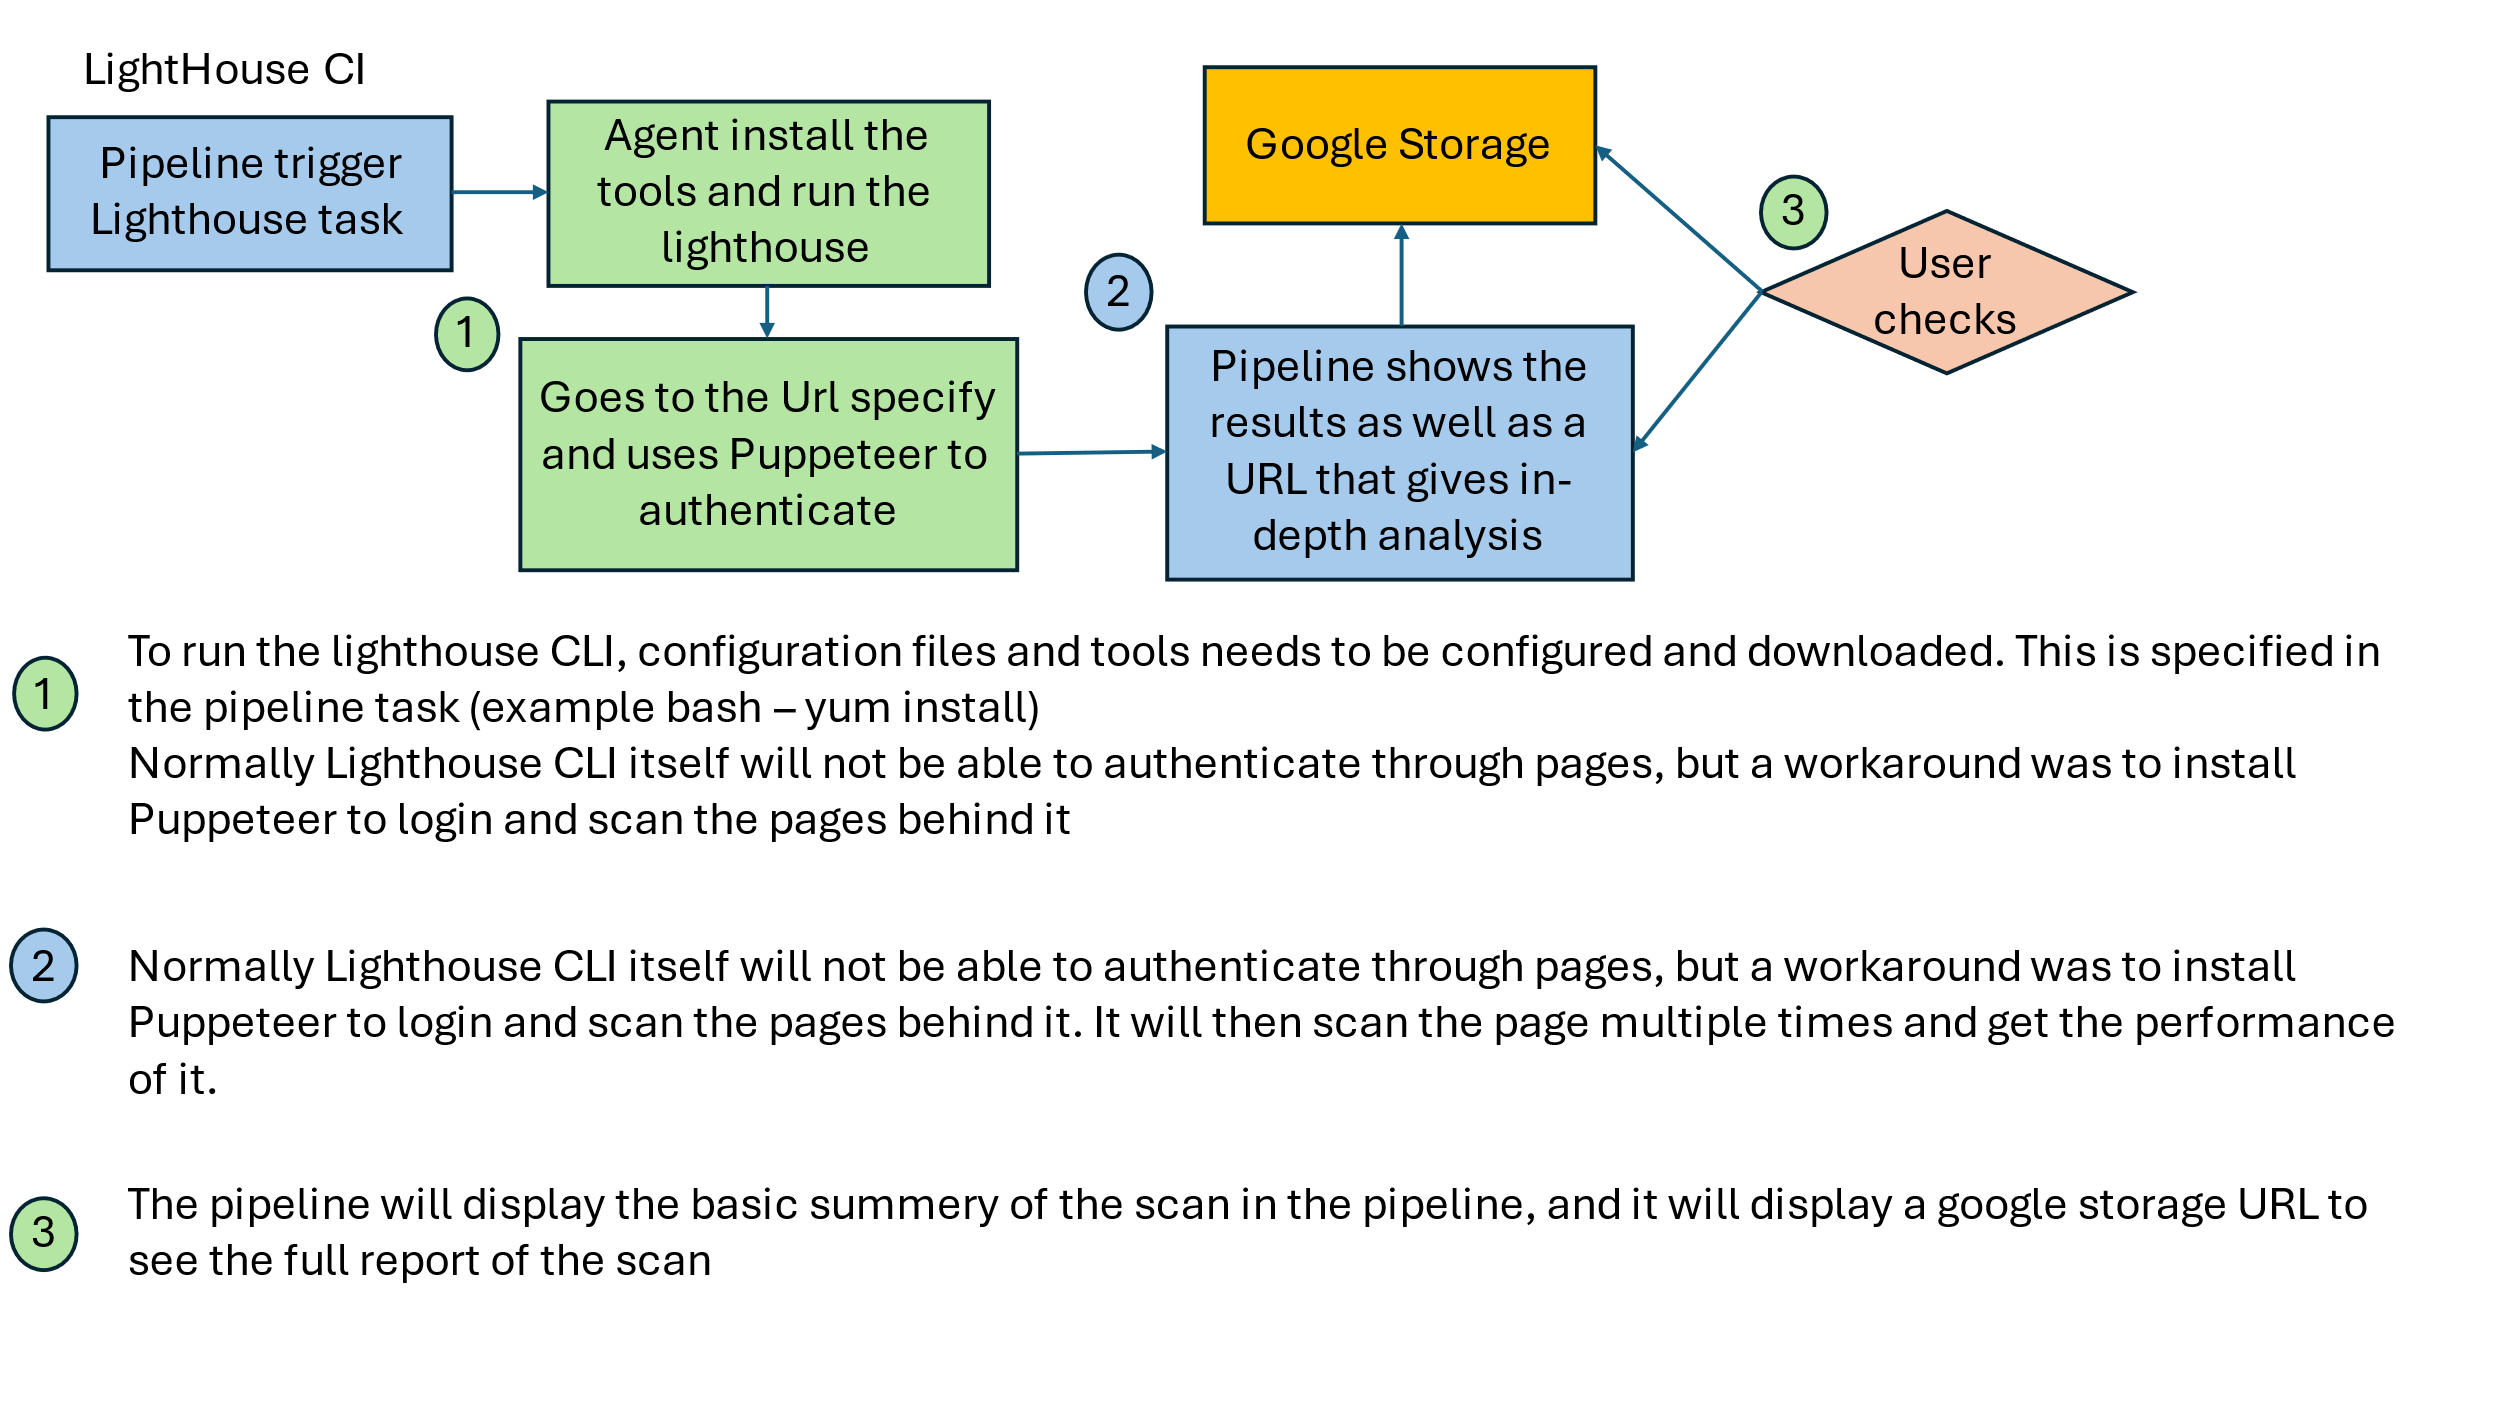 LightHouse CI
Pipeline trigger
Lighthouse task
Agent install the
tools and run the
lighthouse
1
Goes to the Url specify
and uses Puppeteer to
authenticate
Google Storage
2
Pipeline shows the
results as well as a
URL that gives in-
depth analysis
3
User
checks
1
To run the lighthouse CLI, configuration files and tools needs to be configured and downloaded. This is specified in
the pipeline task (example bash – yum install)
Normally Lighthouse CLI itself will not be able to authenticate through pages, but a workaround was to install
Puppeteer to login and scan the pages behind it
2
Normally Lighthouse CLI itself will not be able to authenticate through pages, but a workaround was to install
Puppeteer to login and scan the pages behind it. It will then scan the page multiple times and get the performance
of it.
3
The pipeline will display the basic summery of the scan in the pipeline, and it will display a google storage URL to
see the full report of the scan